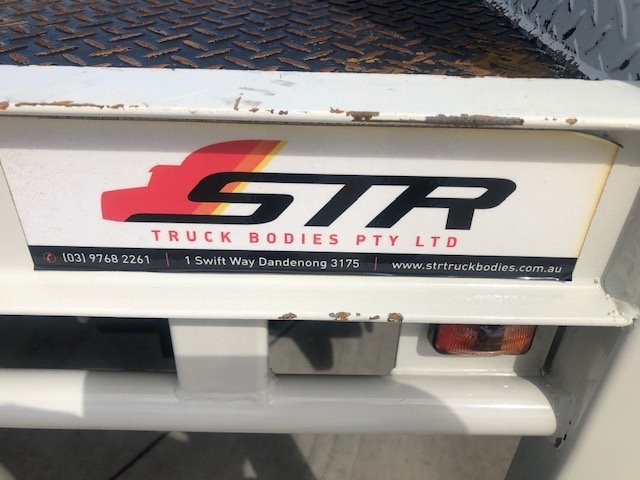 STR
TRUCK BODIES PTY LTD
(03) 9768 2261 | 1 Swift Way Dandenong 3175 | www.strtruckbodies.com.au